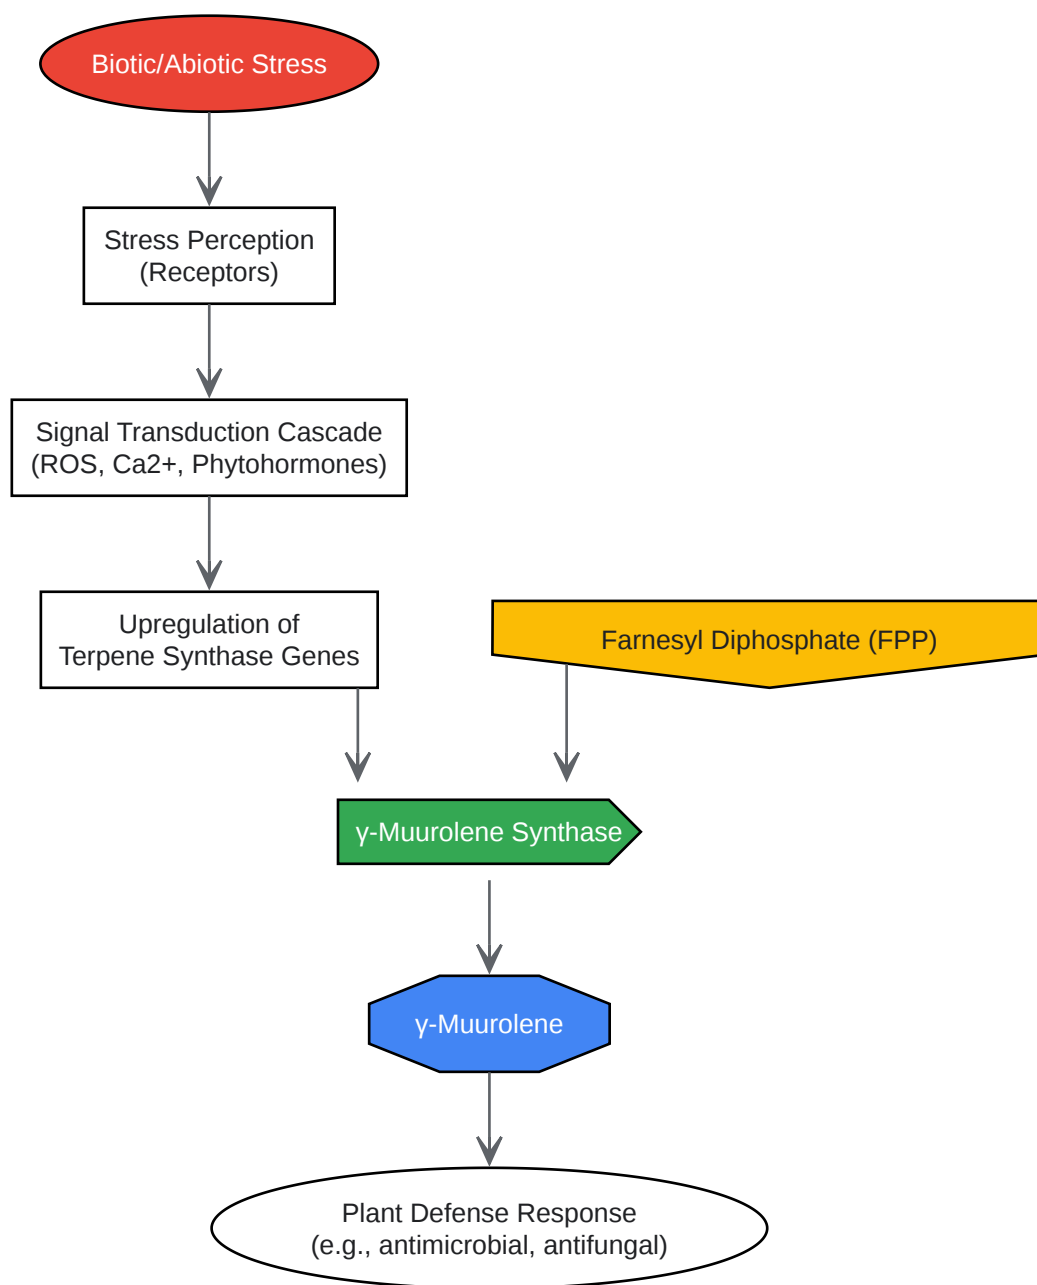 Biotic/Abiotic Stress
Stress Perception
(Receptors)
Signal Transduction Cascade
(ROS, Ca2+, Phytohormones)
Upregulation of
Terpene Synthase Genes
Farnesyl Diphosphate (FPP)
γ-Muurolene Synthase
γ-Muurolene
Plant Defense Response
(e.g., antimicrobial, antifungal)